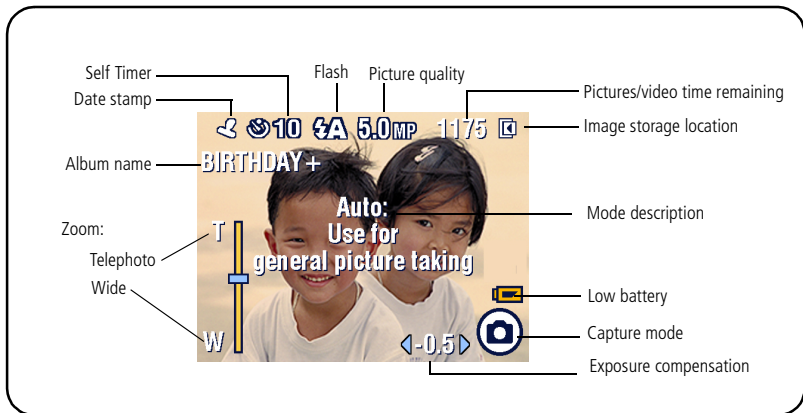 Self Timer
Flash
Picture quality
Date stamp
Pictures/video time remaining
10 A 5.0MP 1175
Image storage location
Album name
BIRTHDAY+
Auto:
Mode description
Use for
general picture taking
Zoom:
T
Telephoto
Wide
Low battery
W
-0.5
Capture mode
Exposure compensation